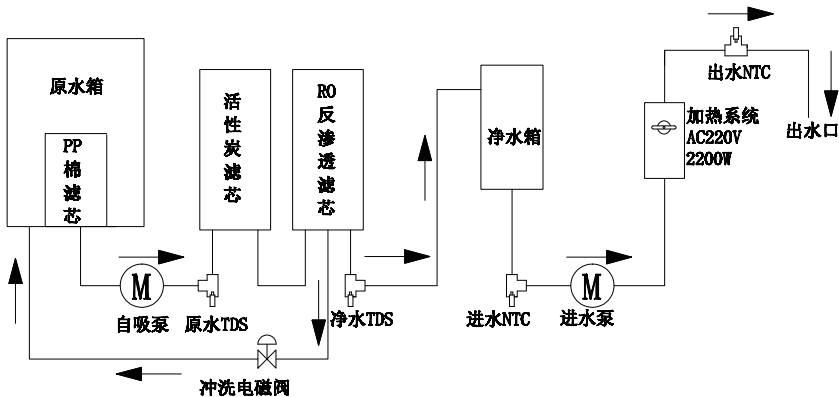 原水箱
PP
棉
滤
芯
活
性
炭
滤
芯
RO
反
渗
透
滤
芯
净水箱
出水NTC
加热系统
AC220V
2200W
出水口
M
自吸泵
原水TDS
净水TDS
进水NTC
M
进水泵
冲洗电磁阀